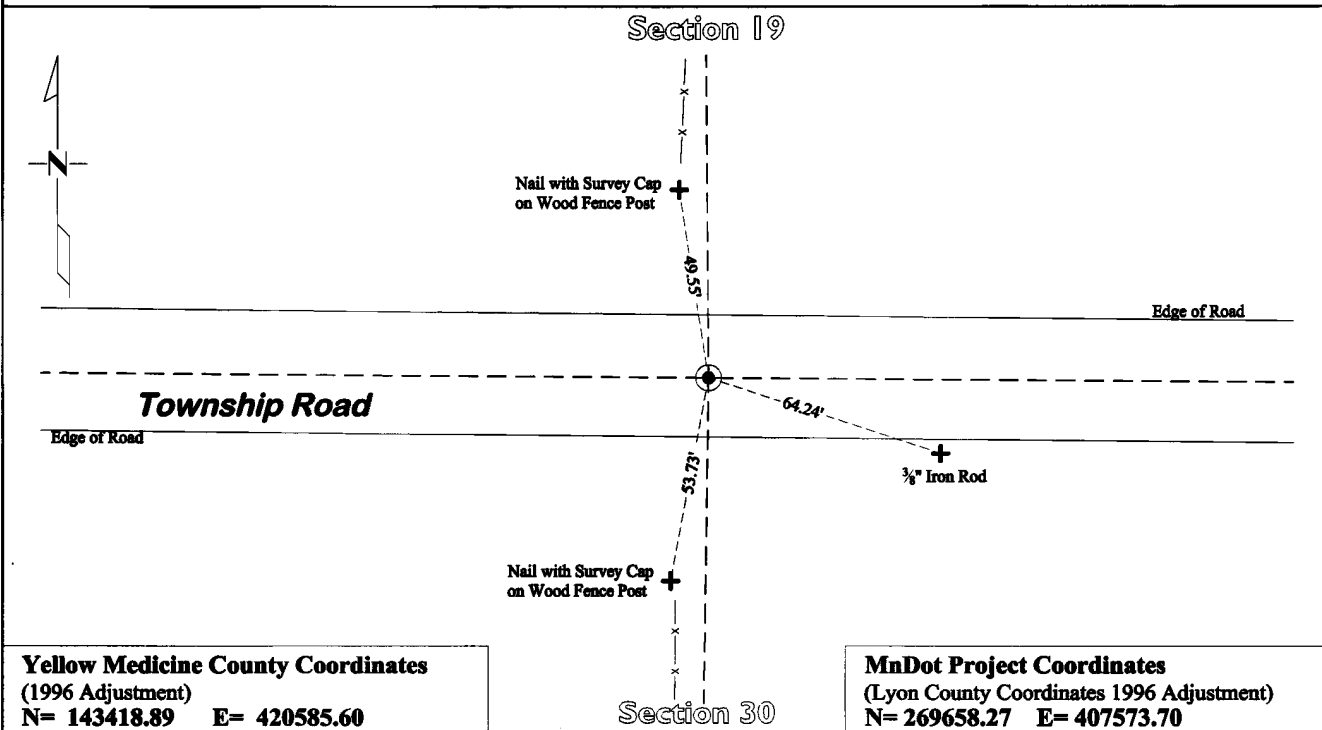 Section 19
N
Nail with Survey Cap
on Wood Fence Post
49.55'
Edge of Road
Township Road
64.24'
Edge of Road
53.73'
⅜" Iron Rod
Nail with Survey Cap
on Wood Fence Post
Yellow Medicine County Coordinates
(1996 Adjustment)
N= 143418.89 E= 420585.60
Section 30
MnDot Project Coordinates
(Lyon County Coordinates 1996 Adjustment)
N= 269658.27 E= 407573.70